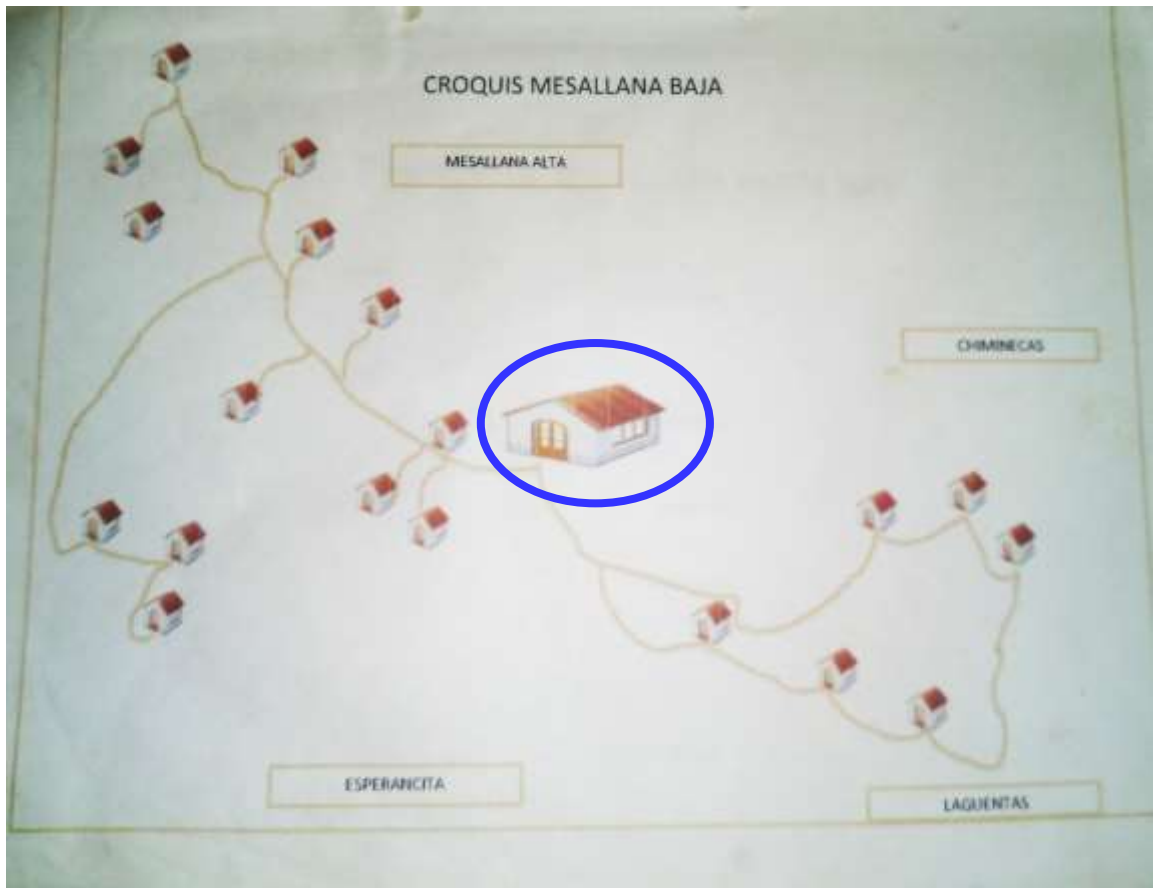 CROQUIS MESALLANA BAJA
MESALLANA ALTA
CHIMINECAS
ESPERANCITA
LAGUENTAS